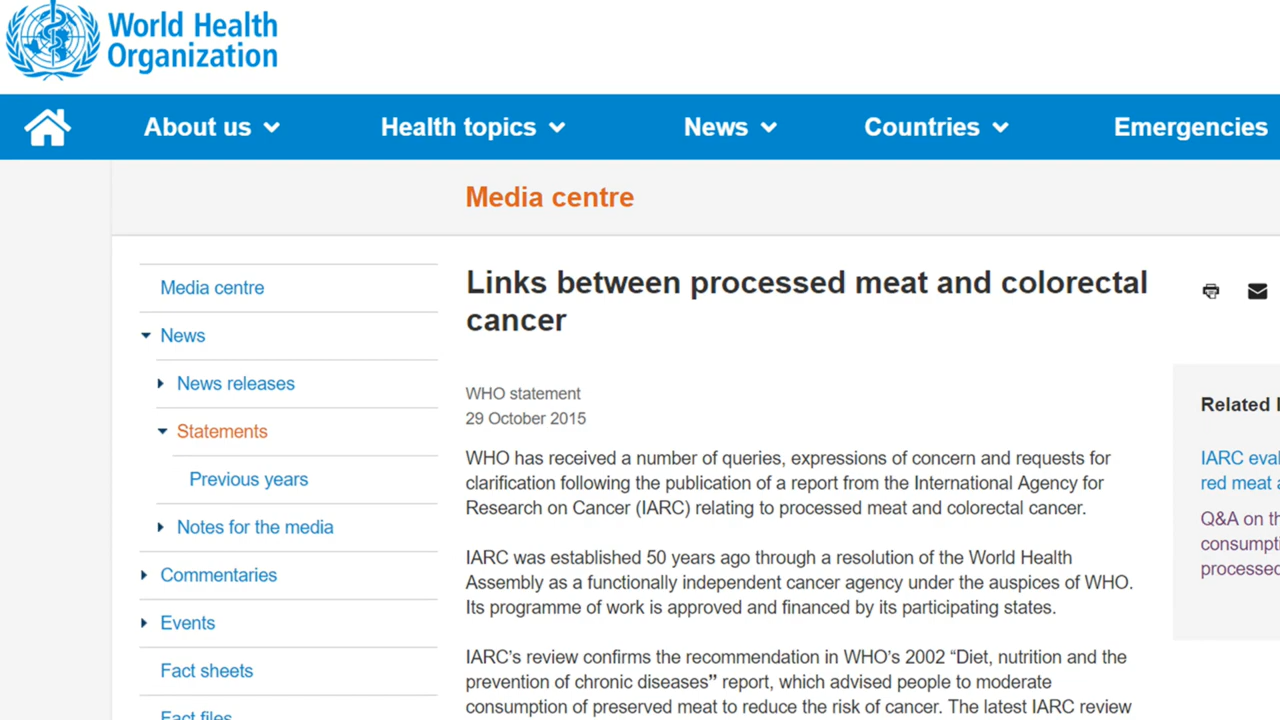 World Health
Organization
About us
Health topics
News
Countries
Emergencies
Media centre
Media centre
News
News releases
Statements
Previous years
Notes for the media
Commentaries
Events
Fact sheets
Fact files
Links between processed meat and colorectal
cancer
WHO statement
29 October 2015
WHO has received a number of queries, expressions of concern and requests for
clarification following the publication of a report from the International Agency for
Research on Cancer (IARC) relating to processed meat and colorectal cancer.
IARC was established 50 years ago through a resolution of the World Health
Assembly as a functionally independent cancer agency under the auspices of WHO.
Its programme of work is approved and financed by its participating states.
IARC’s review confirms the recommendation in WHO’s 2002 “Diet, nutrition and the
prevention of chronic diseases” report, which advised people to moderate
consumption of preserved meat to reduce the risk of cancer. The latest IARC review
Related
IARC eval
red meat a
Q&A on th
consumpti
processed